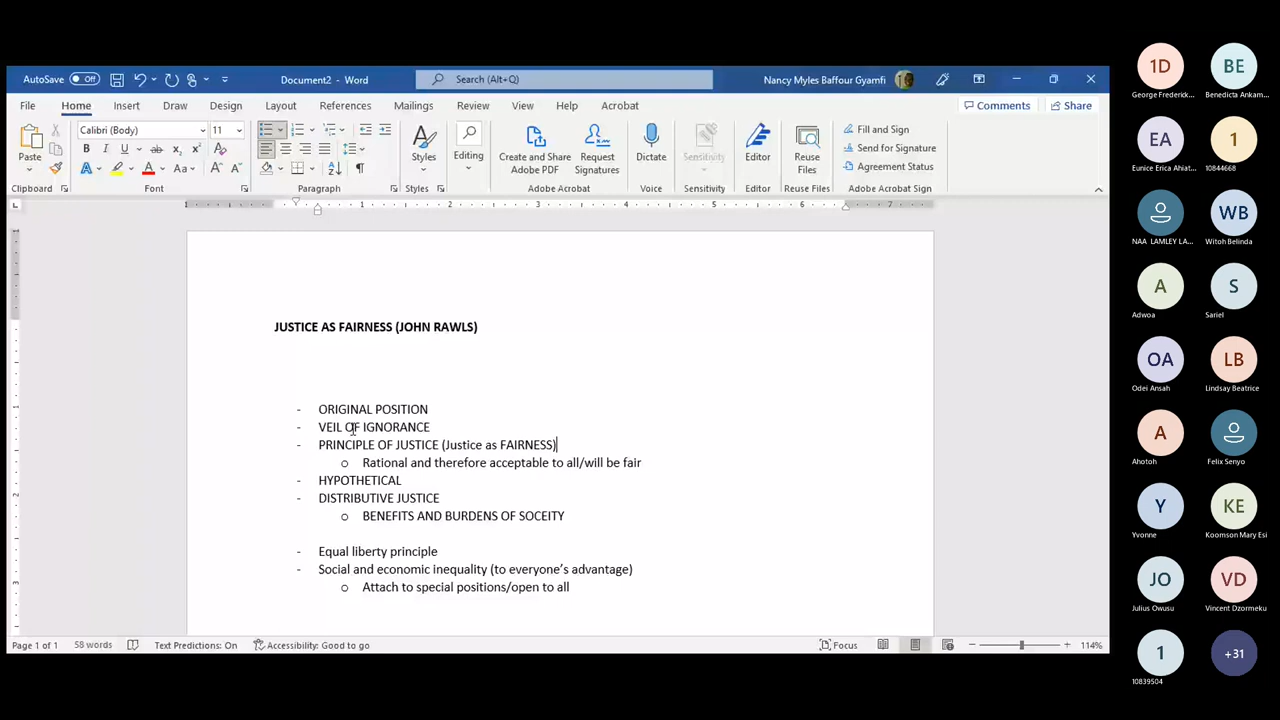 AutoSave Off Document2 - Word Search (Alt+Q) Nancy Myles Baffour Gyamfi
File Home Insert Draw Design Layout References Mailings Review View Help Acrobat Comments Share
Calibri (Body) 11
Paste Styles Editing Create and Share Adobe PDF Request Signatures Dictate Sensitivity Editor Reuse Files
Fill and Sign
Send for Signature
Agreement Status
Clipboard Font Paragraph Styles Adobe Acrobat Voice Sensitivity Editor Reuse Files Adobe Acrobat Sign
1 1 2 3 4 5 6 7
JUSTICE AS FAIRNESS (JOHN RAWLS)
- ORIGINAL POSITION
- VEIL OF IGNORANCE
- PRINCIPLE OF JUSTICE (Justice as FAIRNESS)
o Rational and therefore acceptable to all/will be fair
- HYPOTHETICAL
- DISTRIBUTIVE JUSTICE
o BENEFITS AND BURDENS OF SOCEITY
- Equal liberty principle
- Social and economic inequality (to everyone's advantage)
o Attach to special positions/open to all
Page 1 of 1 58 words Text Predictions: On Accessibility: Good to go Focus 114%
1D BE
George Frederick... Benedicta Ankam...
EA 1
Eunice Erica Ahiat... 10844668
WB
NAA LAMLEY LA... Witoh Belinda
A S
Adwoa Sariel
OA LB
Odei Ansah Lindsay Beatrice
A
Ahotoh Felix Senyo
Y KE
Yvonne Koomson Mary Esi
JO VD
Julius Owusu Vincent Dzormeku
1 +31
10839504